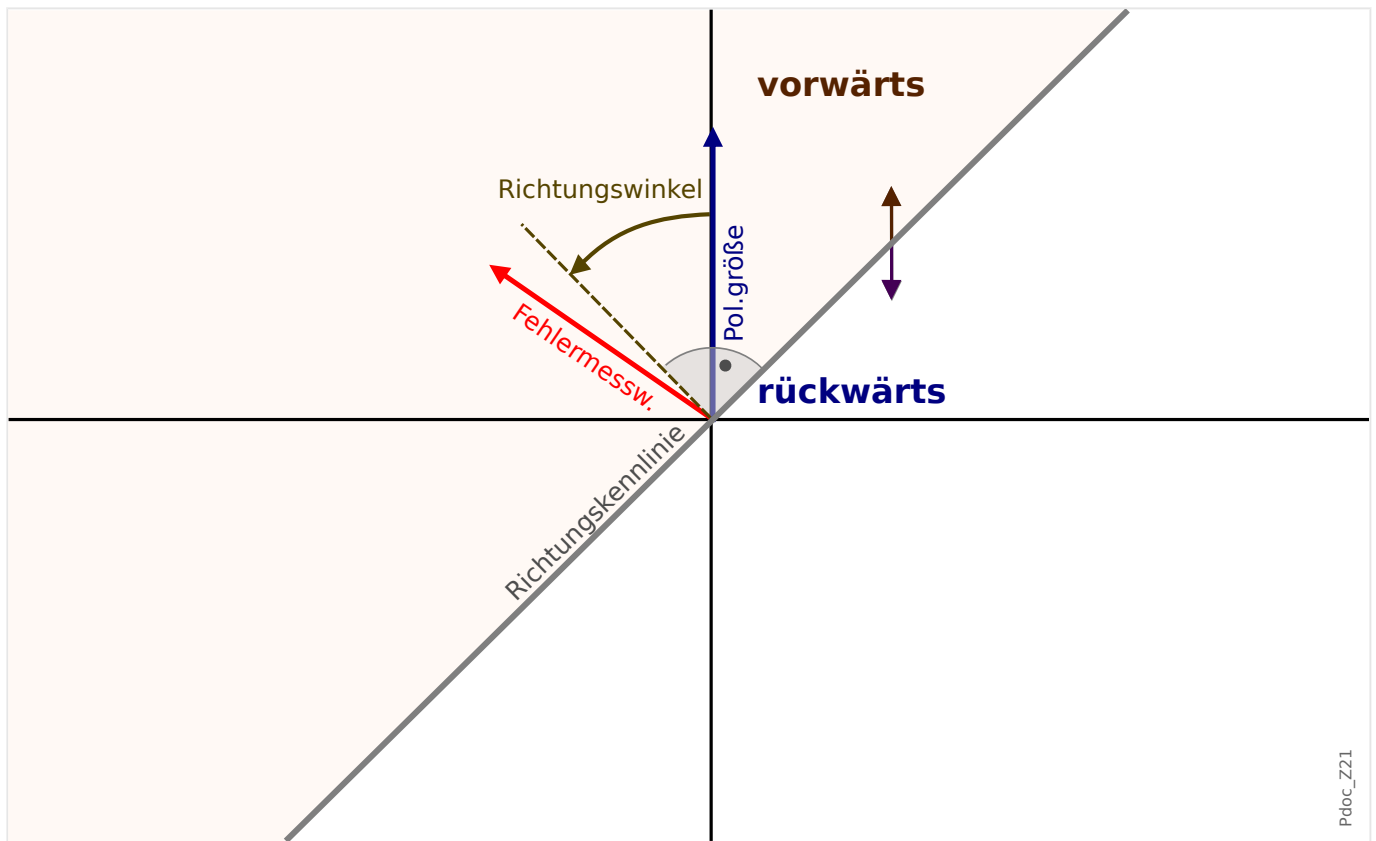 vorwärts
Richtungswinkel
Pol.größe
Fehlermessw.
rückwärts
Richtungskennlinie
Pdoc_Z21